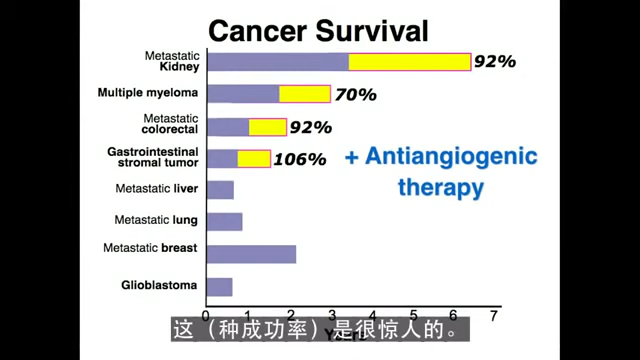 Cancer Survival
Metastatic
Kidney
92%
Multiple myeloma
70%
Metastatic
colorectal
92%
Gastrointestinal
stromal tumor
106%
+ Antiangiogenic
therapy
Metastatic liver
Metastatic lung
Metastatic breast
Glioblastoma
0 1 2 3 4 5 6 7
Years
这（种成功率）是很惊人的。